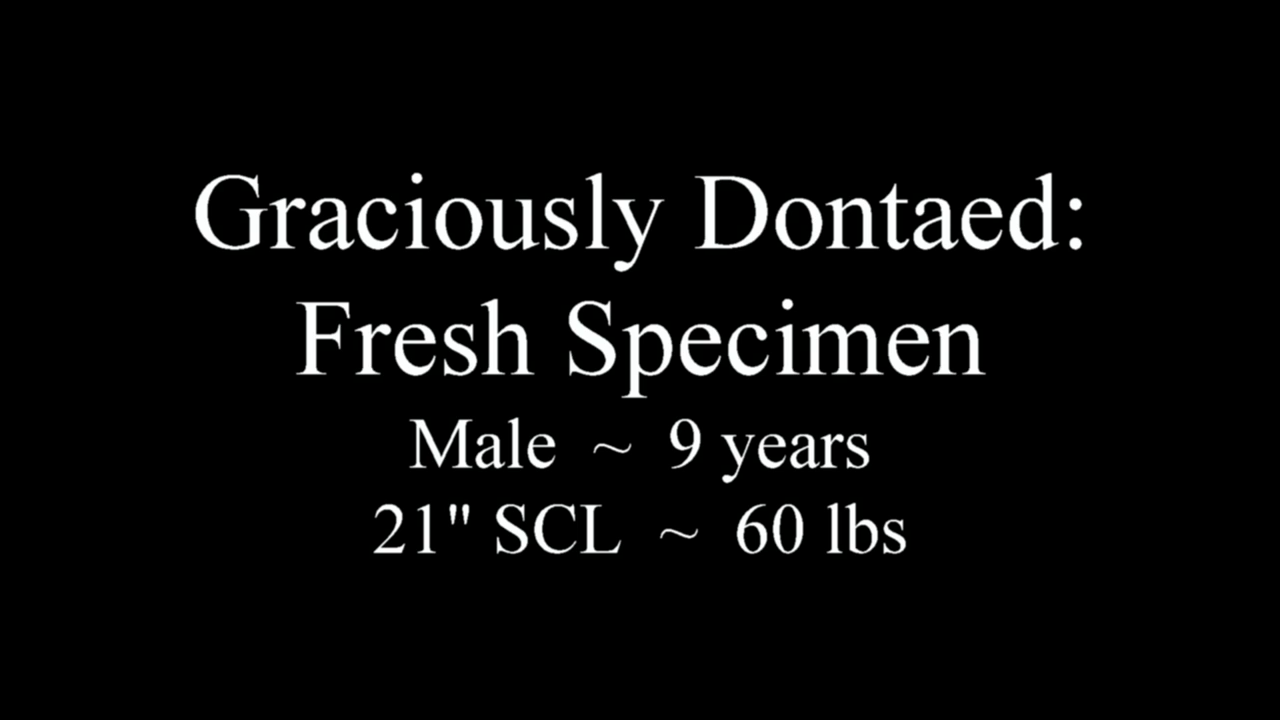 Graciously Dontaed:
Fresh Specimen
Male ~ 9 years
21" SCL ~ 60 lbs